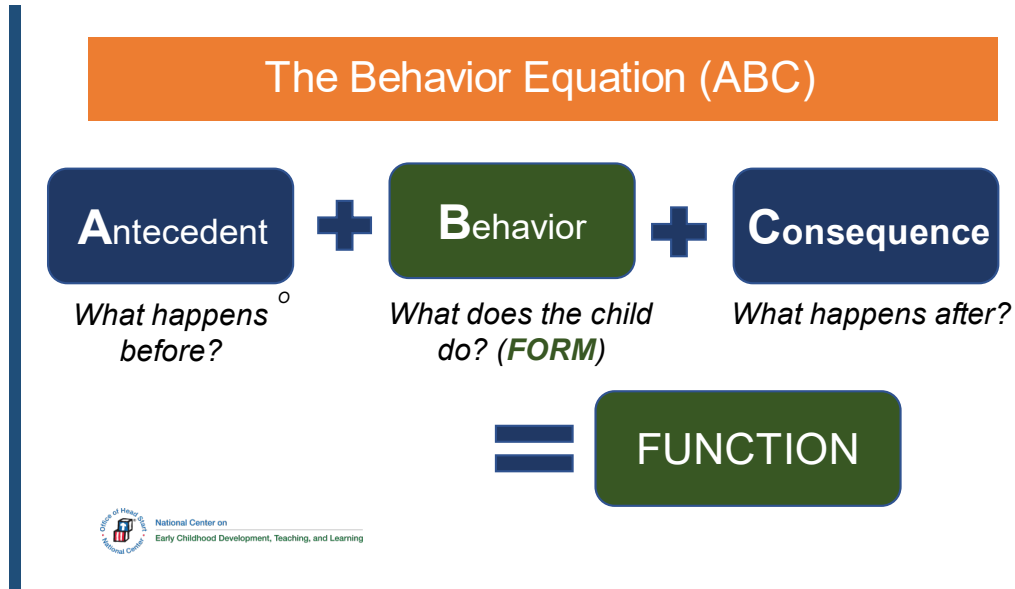 The Behavior Equation (ABC)
Antecedent
Behavior
Consequence
What happens o
before?
What does the child
do? (FORM)
What happens after?
FUNCTION
Office of Head Start
National Center
National Center on
Early Childhood Development, Teaching, and Learning